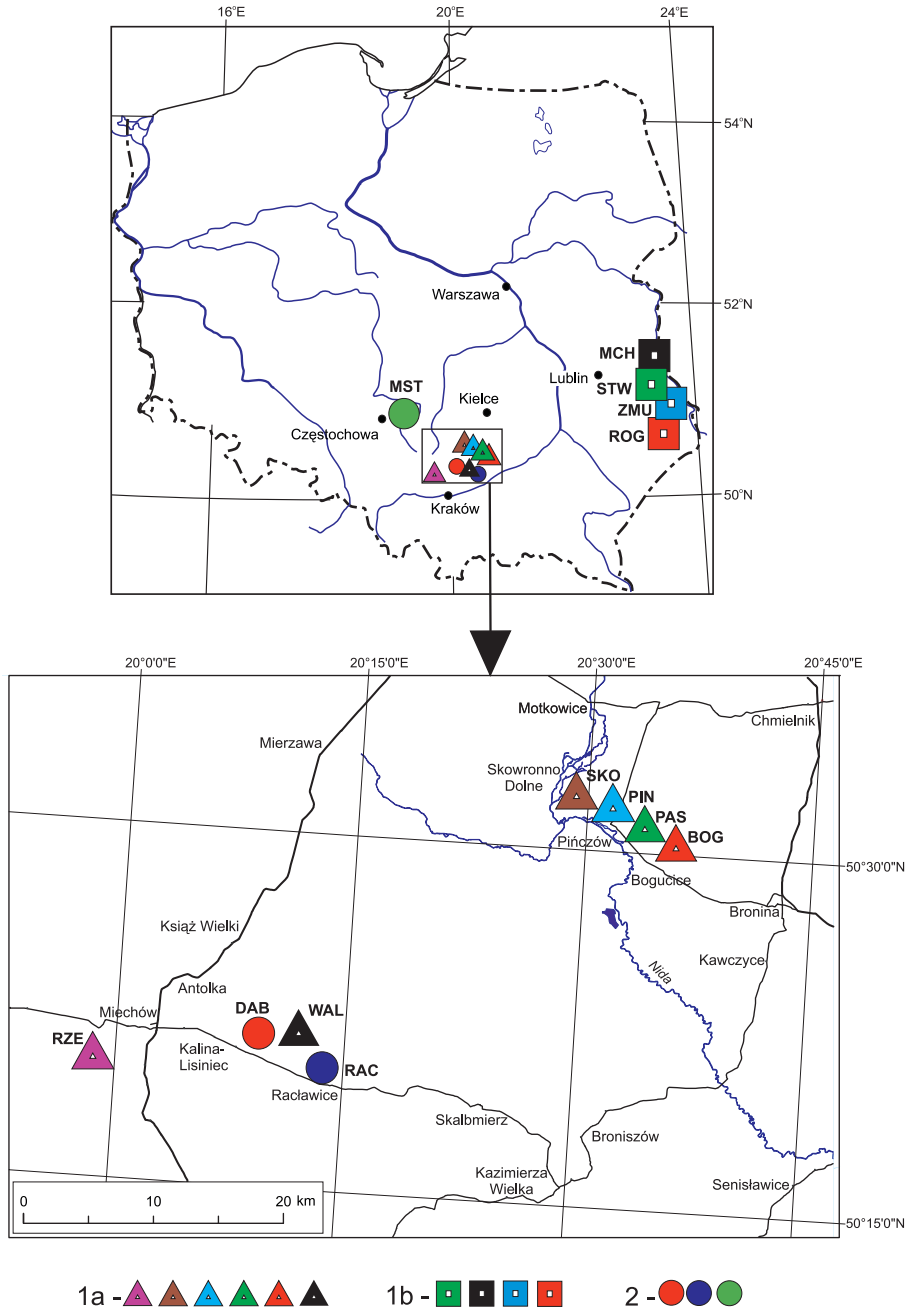 16°E 20°E 24°E
54°N
52°N
Warszawa
MCH
Lublin
STW
MST
Kielce
ZMU
Częstochowa
ROG
50°N
Kraków
20°0'0"E 20°15'0"E 20°30'0"E 20°45'0"E
Motkowice
Chmielnik
Mierzawa
Skowronno
Dolne
SKO
PIN
PAS
Pińczów
BOG
50°30'0"N
Bogucice
Bronina
Książ Wielki
Kawczyce
Nida
Antolka
Miechów
DAB
WAL
RZE
Kalina-
Lisiniec
RAC
Racławice
Skalbmierz
Broniszów
Kazimierza
Wielka
Senisławice
0 10 20 km
50°15'0"N
1a - 1b - 2 -